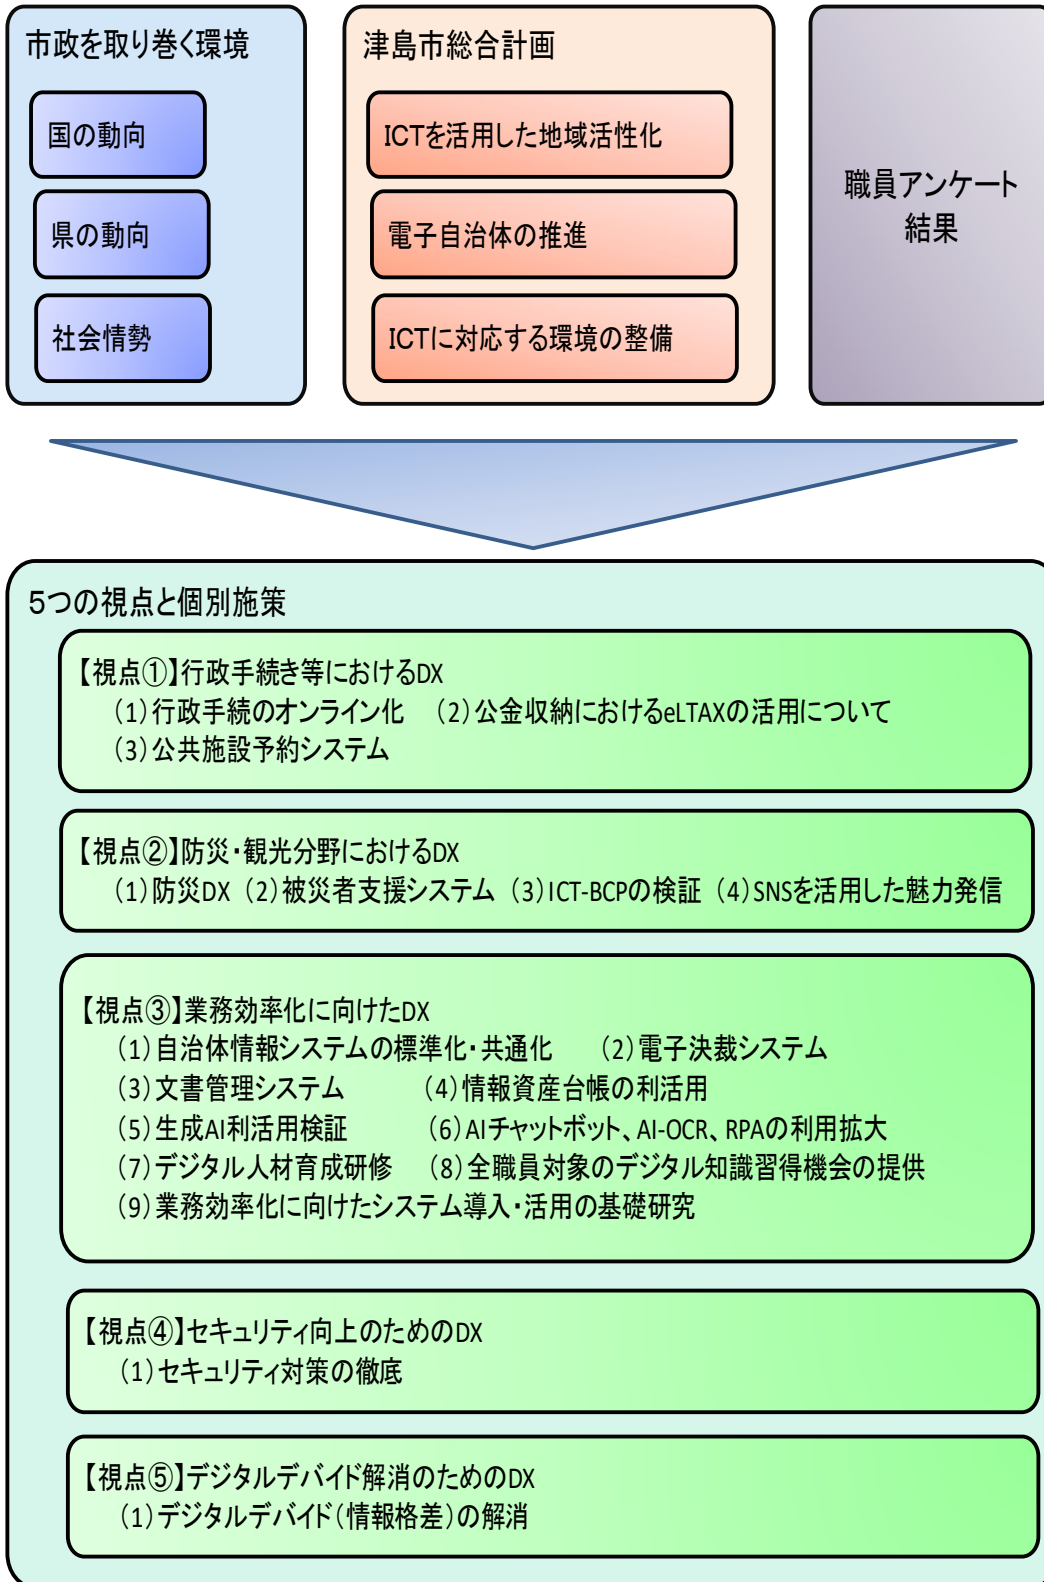 市政を取り巻く環境
国の動向
県の動向
社会情勢
津島市総合計画
ICTを活用した地域活性化
電子自治体の推進
ICTに対応する環境の整備
職員アンケート
結果
5つの視点と個別施策
【視点①】行政手続き等におけるDX
(1)行政手続のオンライン化 (2)公金収納におけるeLTAXの活用について
(3)公共施設予約システム
【視点②】防災・観光分野におけるDX
(1)防災DX (2)被災者支援システム (3)ICT-BCPの検証 (4)SNSを活用した魅力発信
【視点③】業務効率化に向けたDX
(1)自治体情報システムの標準化・共通化 (2)電子決裁システム
(3)文書管理システム (4)情報資産台帳の利活用
(5)生成AI利活用検証 (6)AIチャットボット、AI-OCR、RPAの利用拡大
(7)デジタル人材育成研修 (8)全職員対象のデジタル知識習得機会の提供
(9)業務効率化に向けたシステム導入・活用の基礎研究
【視点④】セキュリティ向上のためのDX
(1)セキュリティ対策の徹底
【視点⑤】デジタルデバイド解消のためのDX
(1)デジタルデバイド(情報格差)の解消